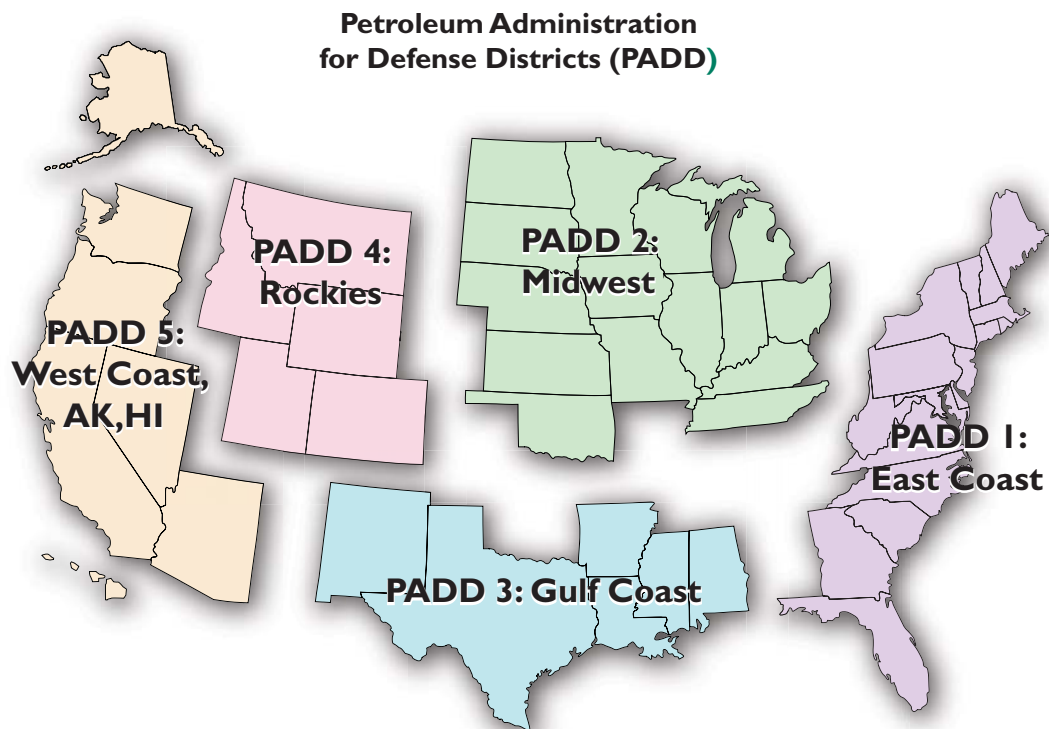 Petroleum Administration
for Defense Districts (PADD)
PADD 4:
Rockies
PADD 2:
Midwest
PADD 5:
West Coast,
AK,HI
PADD 1:
East Coast
PADD 3: Gulf Coast